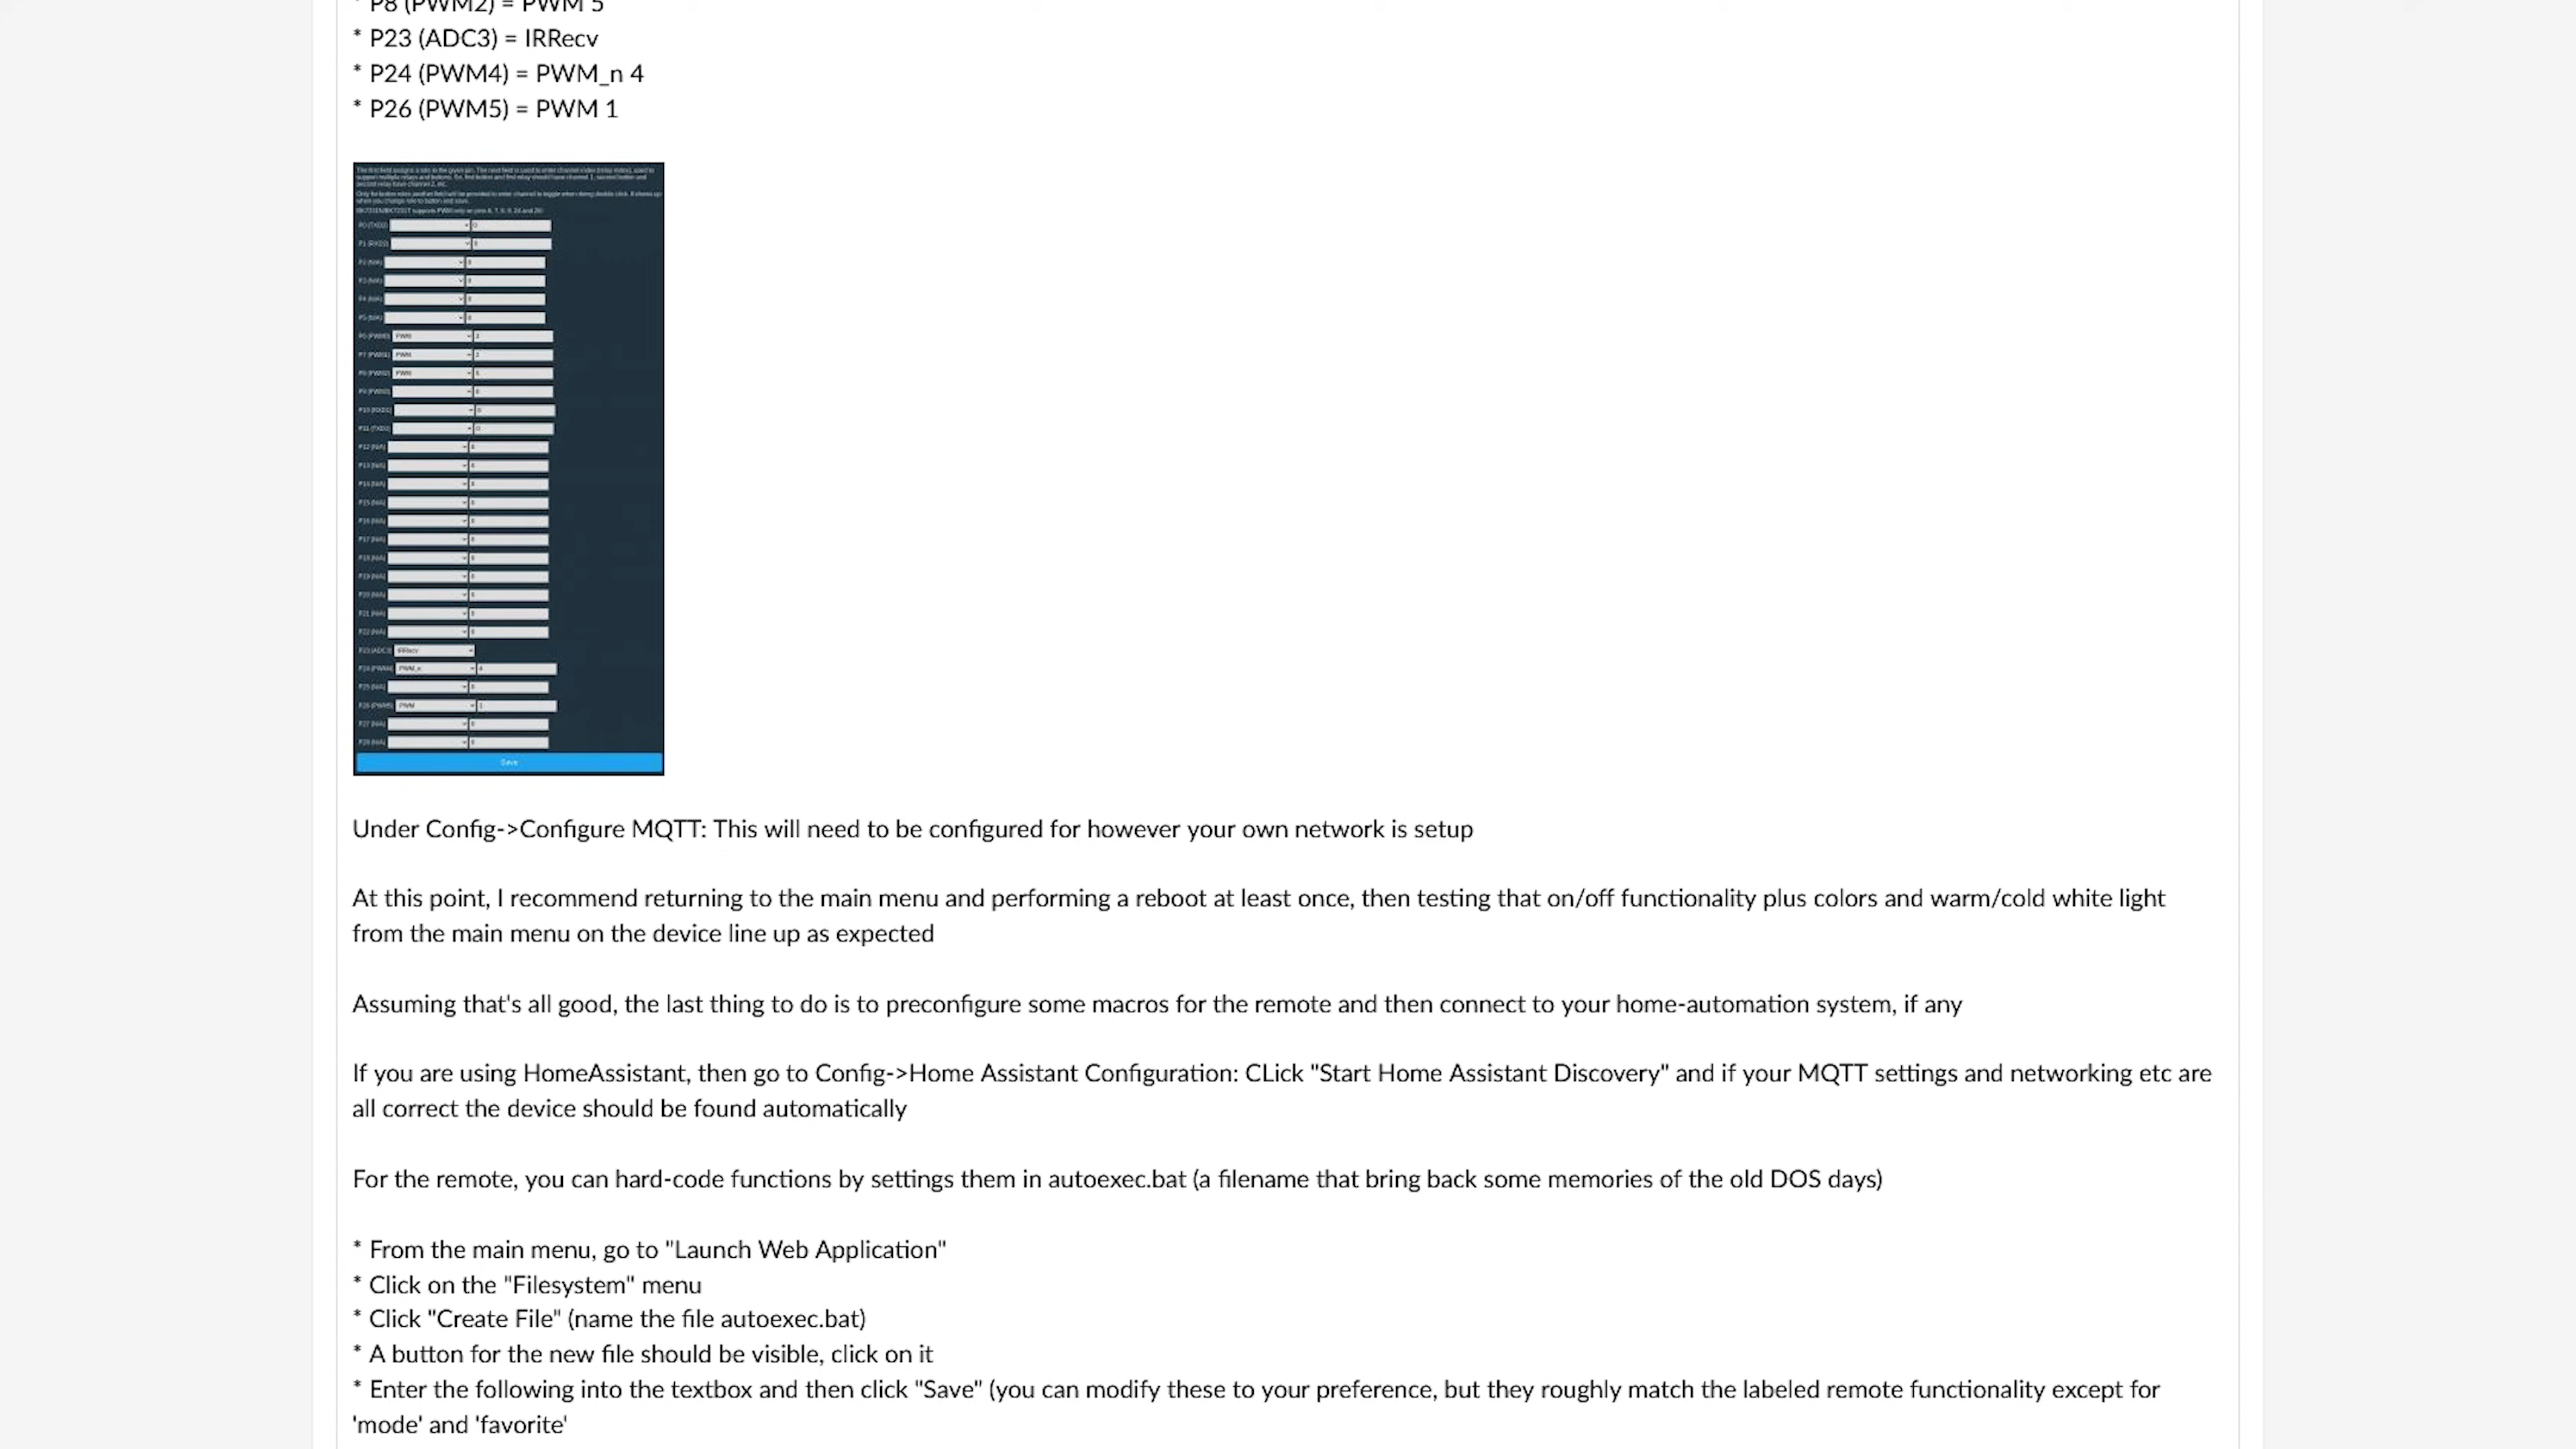 * P8 (PWM2) = PWM 5
* P23 (ADC3) = IRRecv
* P24 (PWM4) = PWM_n 4
* P26 (PWM5) = PWM 1
PWM
PWM
PWM
IRRecv
PWM_n 4
PWM 1
Save
Under Config->Configure MQTT: This will need to be configured for however your own network is setup
At this point, I recommend returning to the main menu and performing a reboot at least once, then testing that on/off functionality plus colors and warm/cold white light
from the main menu on the device line up as expected
Assuming that's all good, the last thing to do is to preconfigure some macros for the remote and then connect to your home-automation system, if any
If you are using HomeAssistant, then go to Config->Home Assistant Configuration: CLick "Start Home Assistant Discovery" and if your MQTT settings and networking etc are
all correct the device should be found automatically
For the remote, you can hard-code functions by settings them in autoexec.bat (a filename that bring back some memories of the old DOS days)
* From the main menu, go to "Launch Web Application"
* Click on the "Filesystem" menu
* Click "Create File" (name the file autoexec.bat)
* A button for the new file should be visible, click on it
* Enter the following into the textbox and then click "Save" (you can modify these to your preference, but they roughly match the labeled remote functionality except for
'mode' and 'favorite'